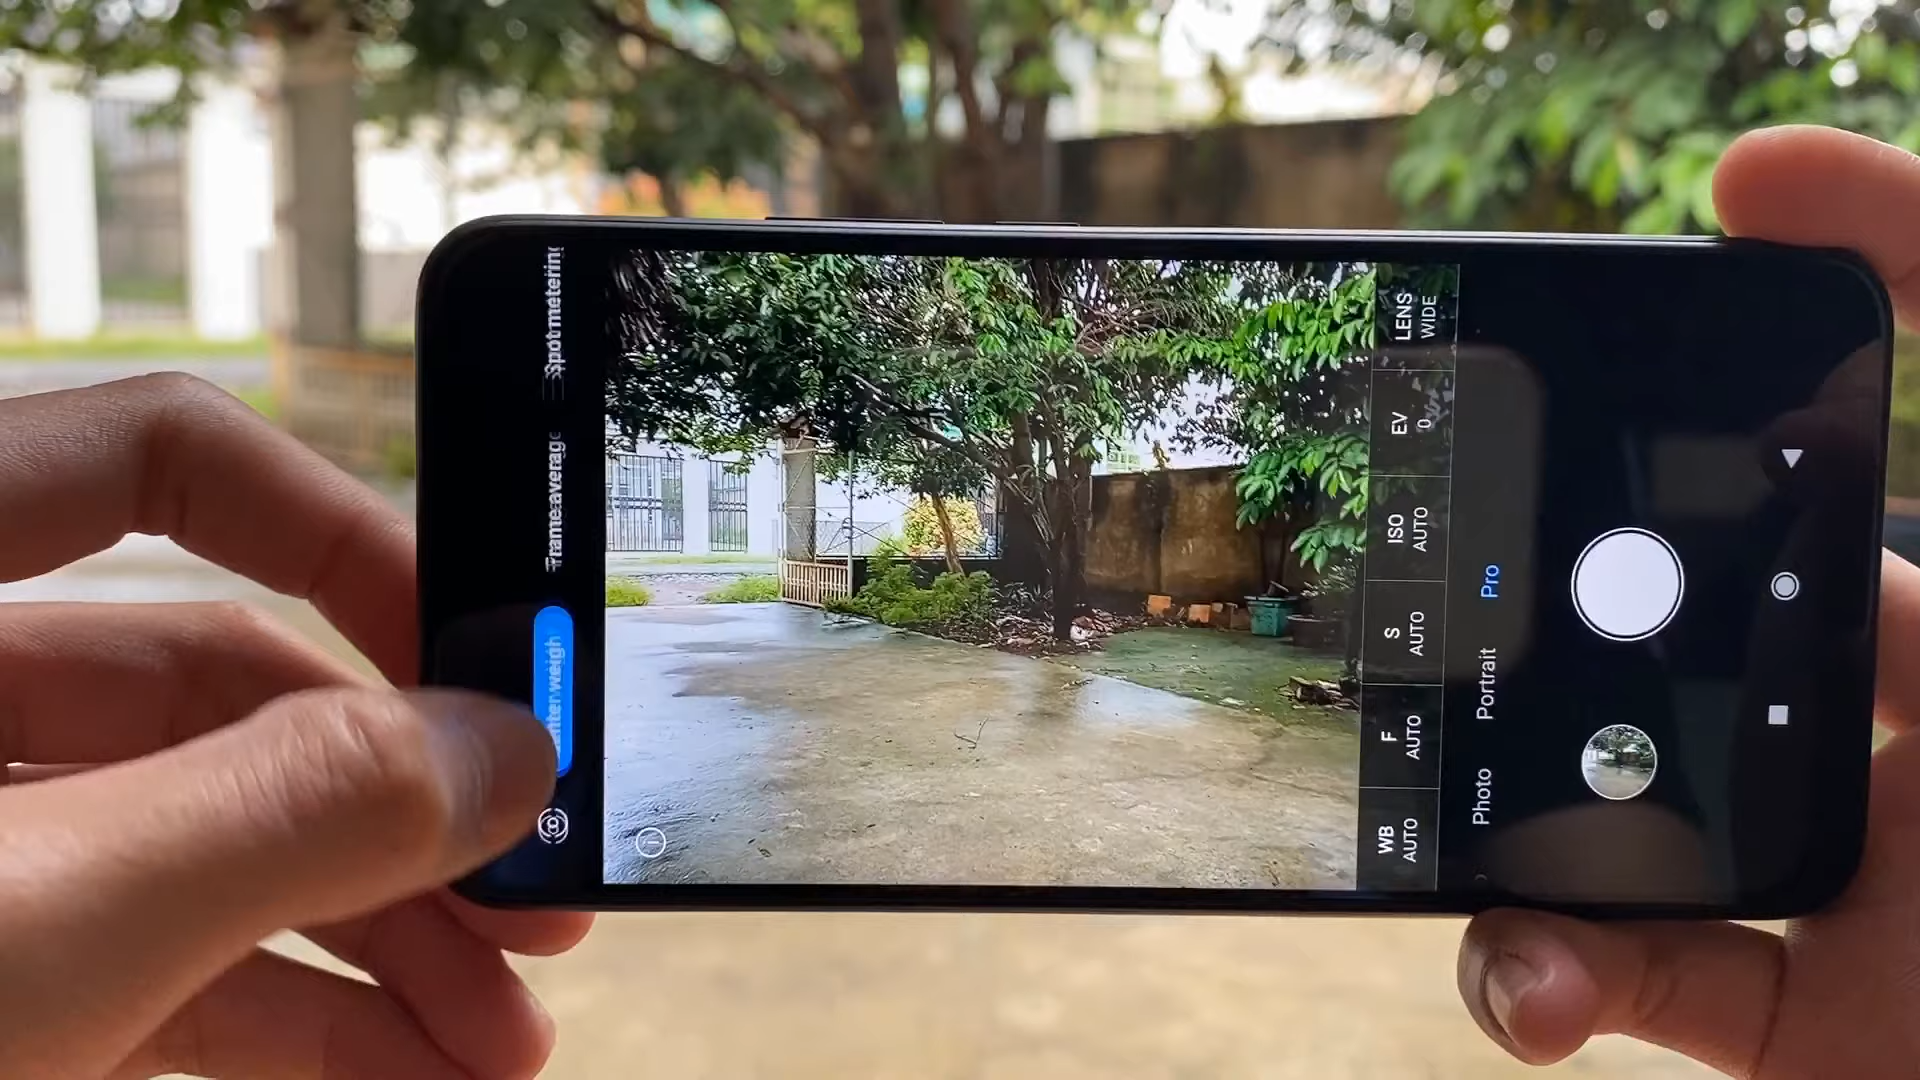 Frame average
Spot metering
WB
AUTO
F
AUTO
S
AUTO
ISO
AUTO
EV
0
LENS
WIDE
Photo
Portrait
Pro